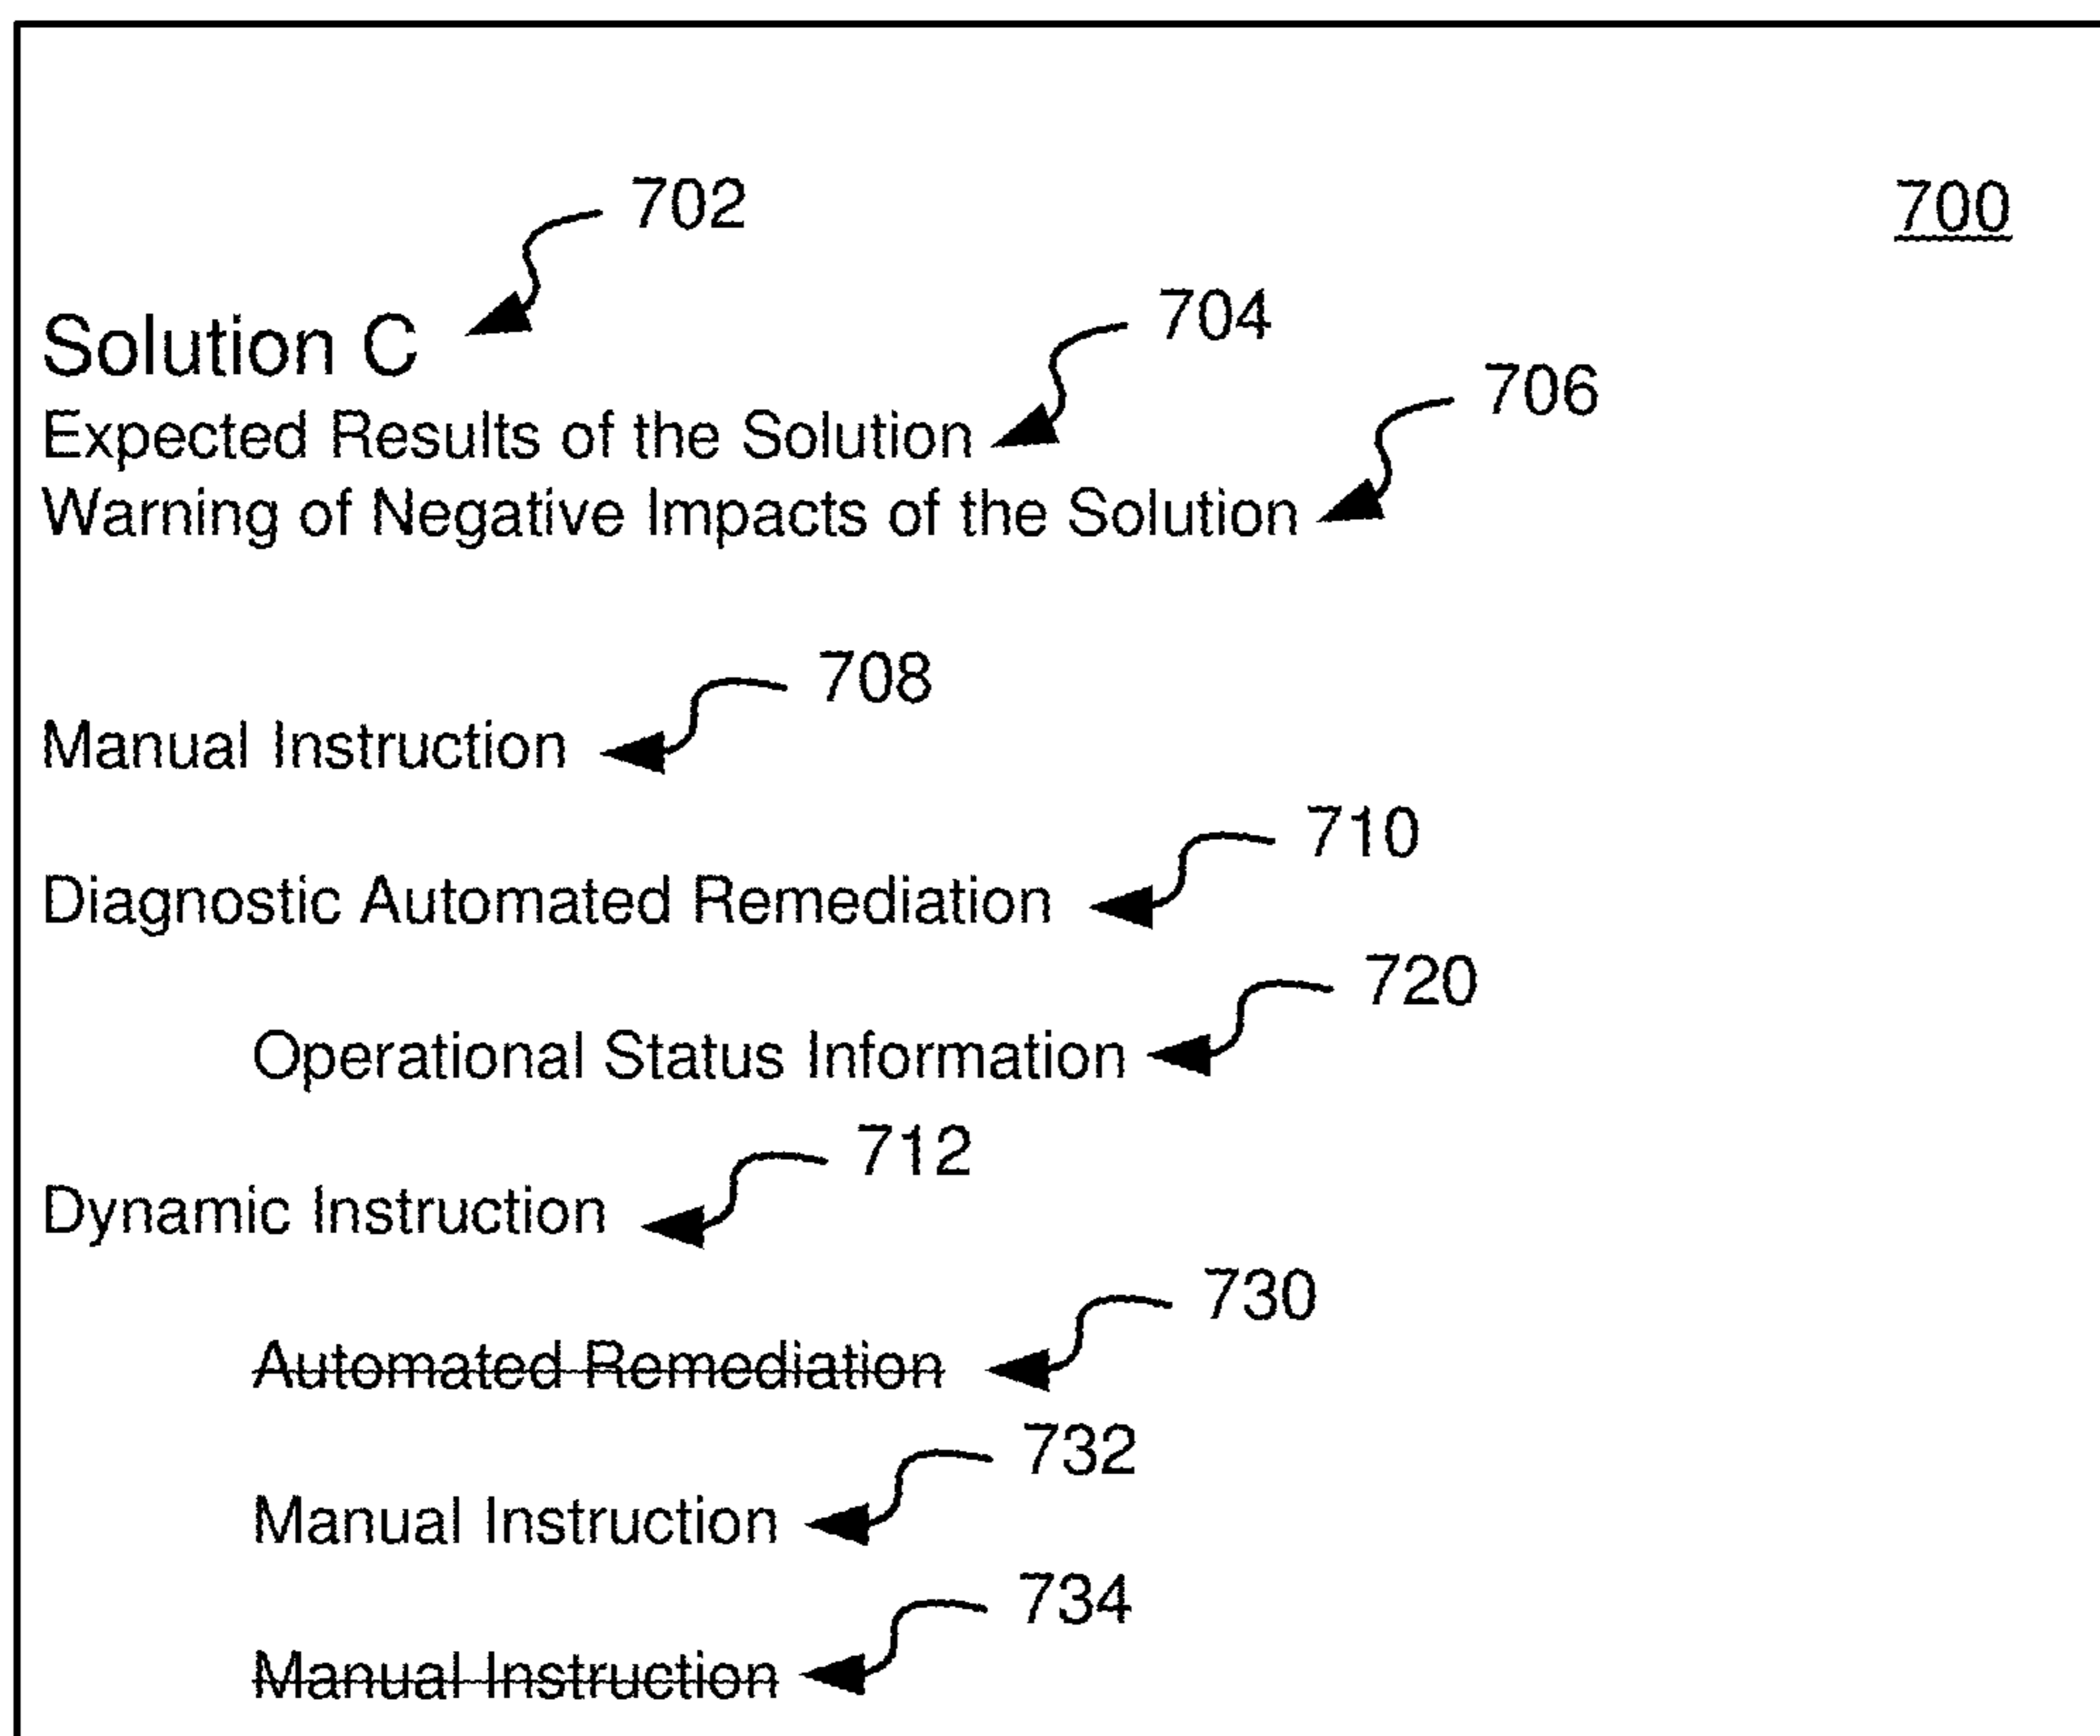 702
700
Solution C
704
Expected Results of the Solution
706
Warning of Negative Impacts of the Solution
708
Manual Instruction
710
Diagnostic Automated Remediation
720
Operational Status Information
712
Dynamic Instruction
730
Automated Remediation
732
Manual Instruction
734
Manual Instruction